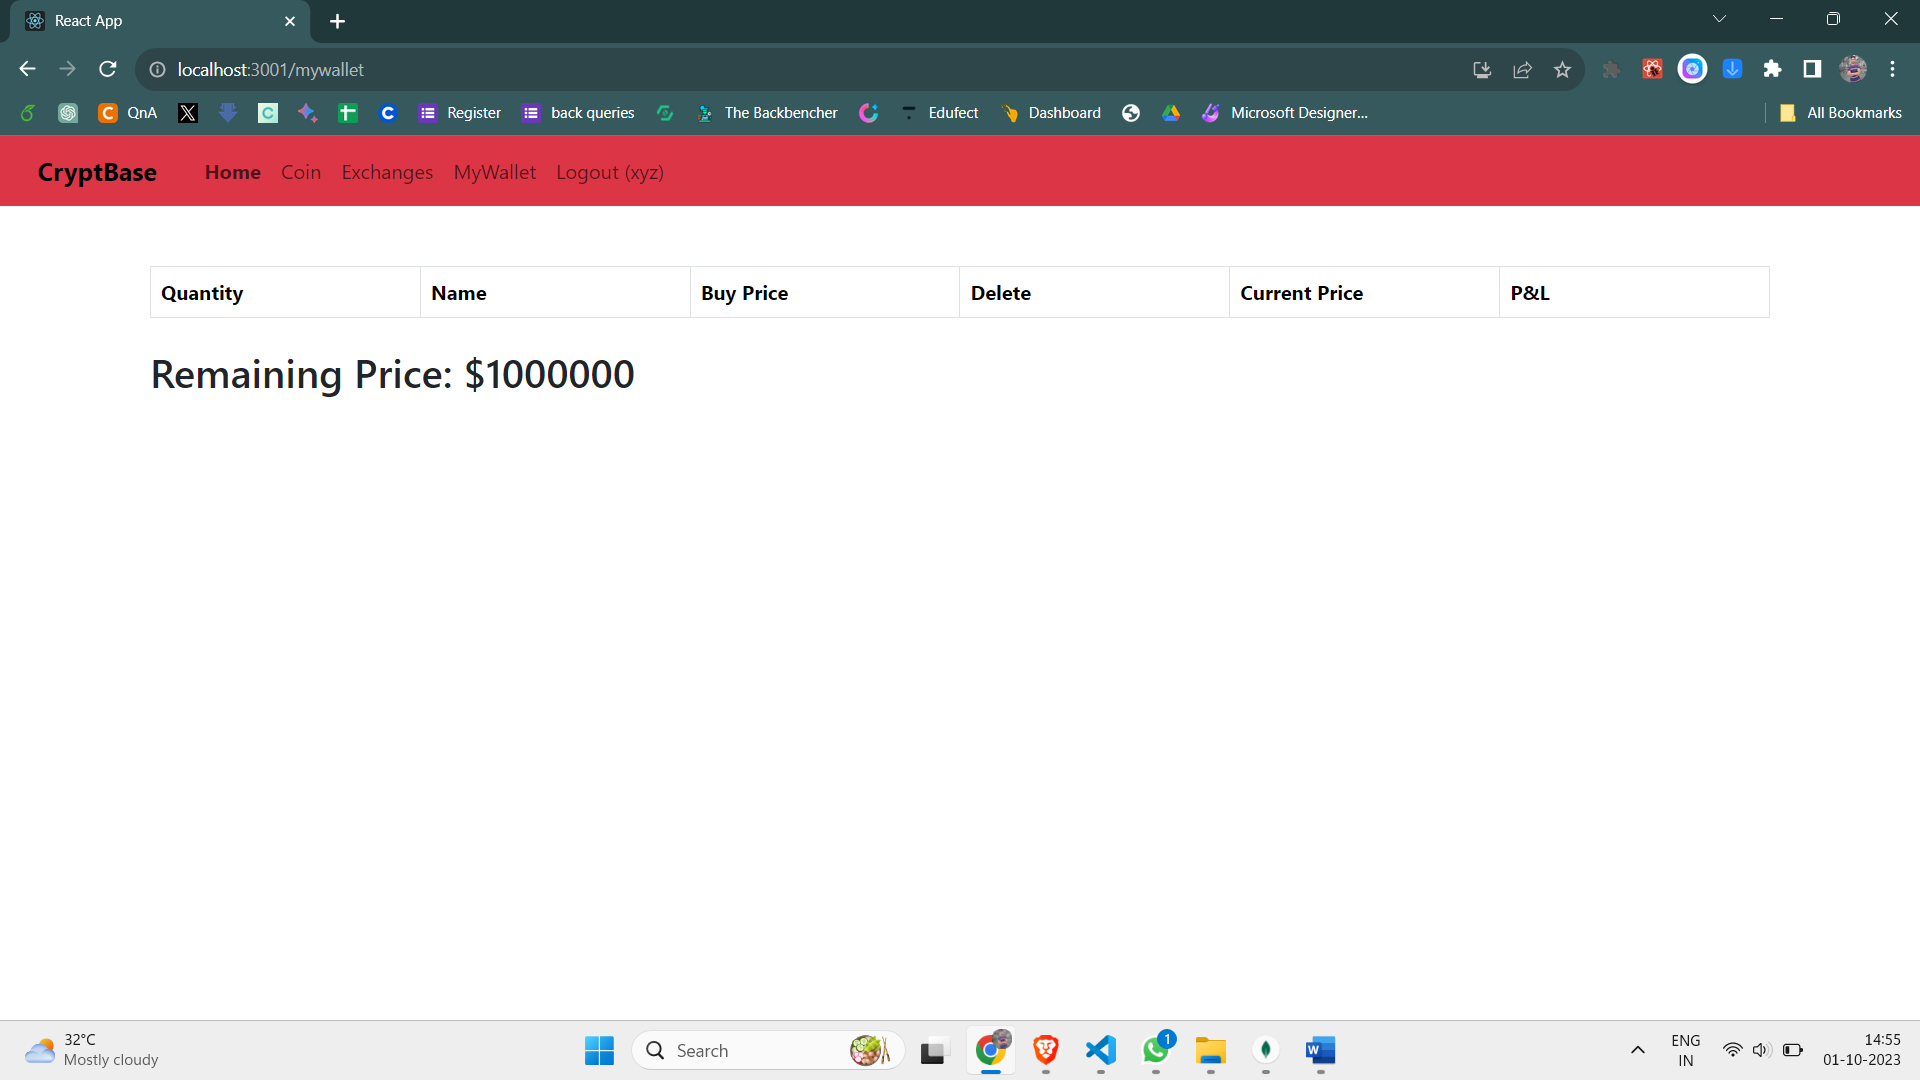 React App
localhost:3001/mywallet
QnA Register back queries The Backbencher Edufect Dashboard Microsoft Designer... All Bookmarks
CryptBase Home Coin Exchanges MyWallet Logout (xyz)
Quantity Name Buy Price Delete Current Price P&L
Remaining Price: $1000000
32°C
Mostly cloudy
Search
1
ENG
IN
14:55
01-10-2023